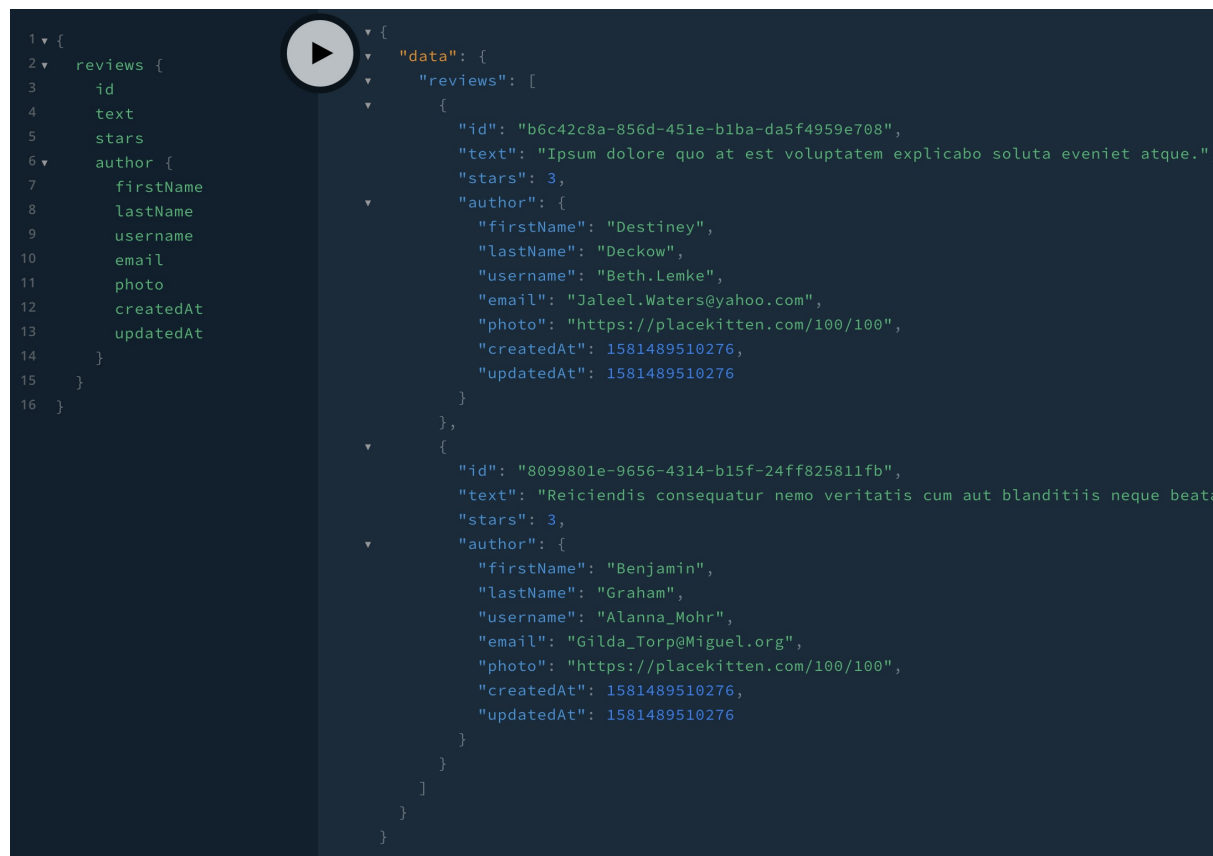 1 {
2 reviews {
3 id
4 text
5 stars
6 author {
7 firstName
8 lastName
9 username
10 email
11 photo
12 createdAt
13 updatedAt
14 }
15 }
16 }
{
"data": {
"reviews": [
{
"id": "b6c42c8a-856d-451e-b1ba-da5f4959e708",
"text": "Ipsum dolore quo at est voluptatem explicabo soluta eveniet atque."
"stars": 3,
"author": {
"firstName": "Destiney",
"lastName": "Deckow",
"username": "Beth.Lemke",
"email": "Jaleel.Waters@yahoo.com",
"photo": "https://placekitten.com/100/100",
"createdAt": 1581489510276,
"updatedAt": 1581489510276
}
},
{
"id": "8099801e-9656-4314-b15f-24ff825811fb",
"text": "Reiciendis consequatur nemo veritatis cum aut blanditiis neque
"stars": 3,
"author": {
"firstName": "Benjamin",
"lastName": "Graham",
"username": "Alanna_Mohr",
"email": "Gilda_Torp@Miguel.org",
"photo": "https://placekitten.com/100/100",
"createdAt": 1581489510276,
"updatedAt": 1581489510276
}
}
]
}
}